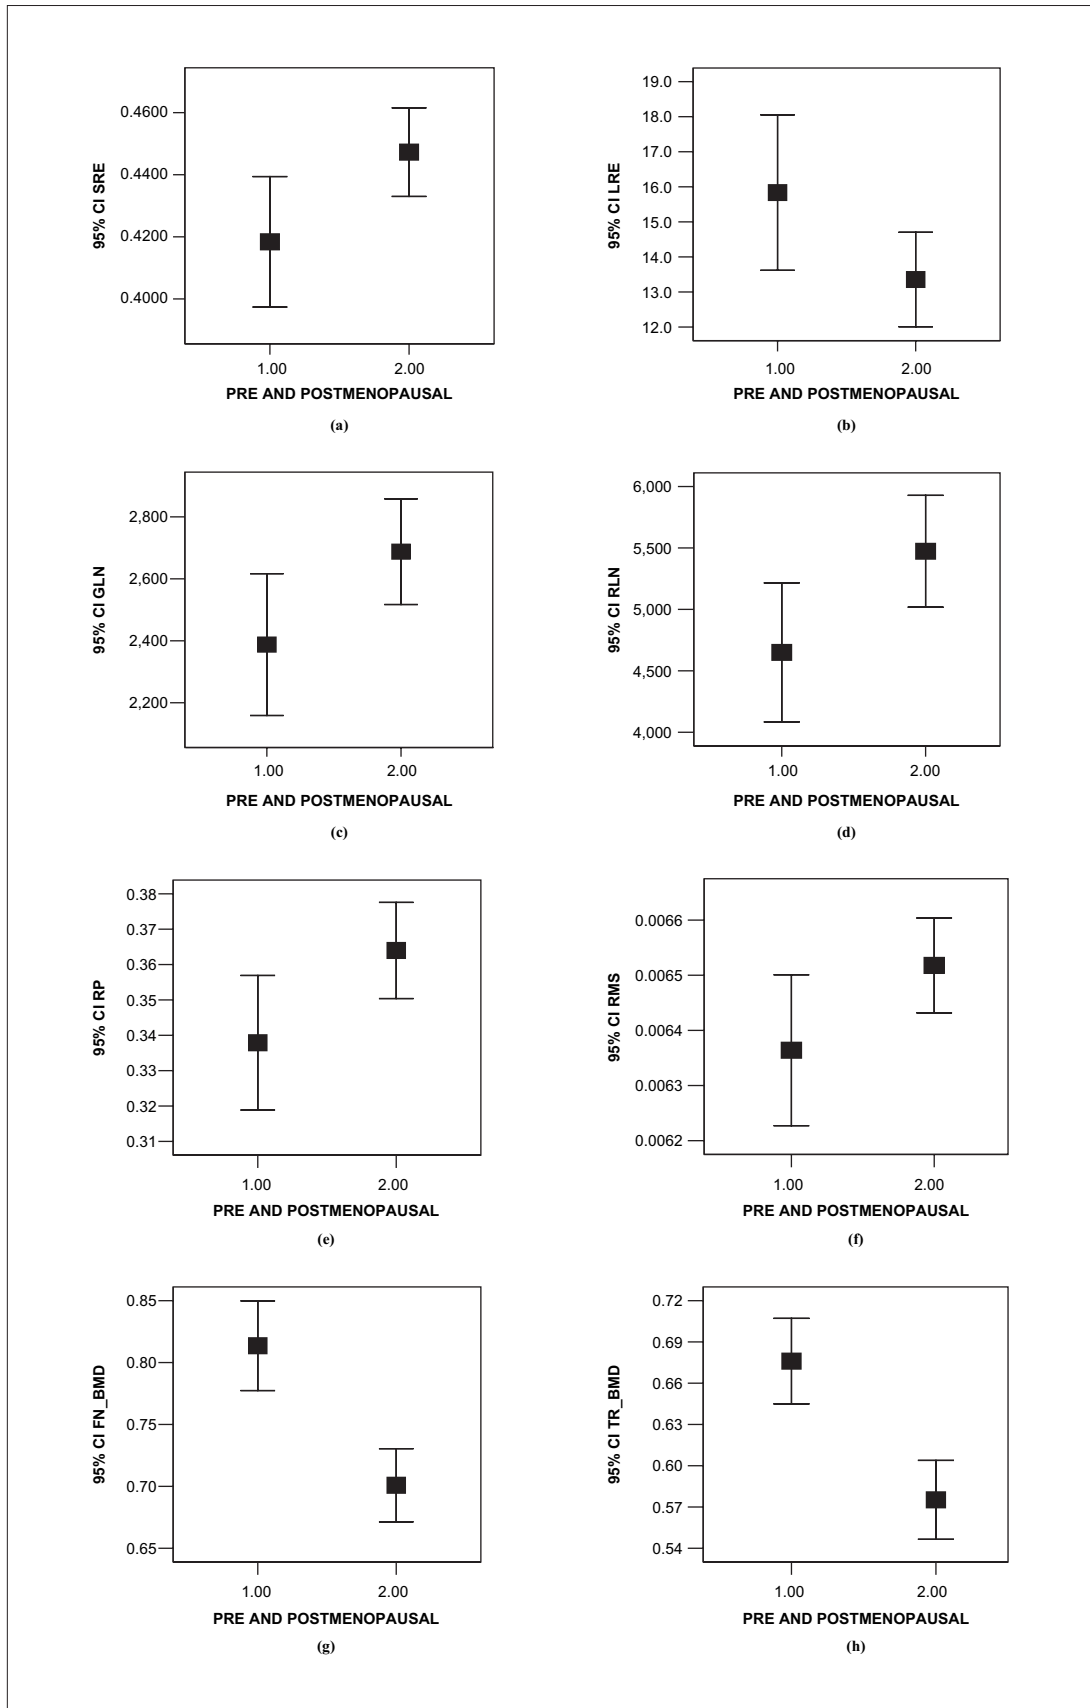 95% CI SRE
0.4600
0.4400
0.4200
0.4000
1.00 2.00
PRE AND POSTMENOPAUSAL
(a)
95% CI LRE
19.0
18.0
17.0
16.0
15.0
14.0
13.0
12.0
1.00 2.00
PRE AND POSTMENOPAUSAL
(b)
95% CI GLN
2,800
2,600
2,400
2,200
1.00 2.00
PRE AND POSTMENOPAUSAL
(c)
95% CI RLN
6,000
5,500
5,000
4,500
4,000
1.00 2.00
PRE AND POSTMENOPAUSAL
(d)
95% CI RP
0.38
0.37
0.36
0.35
0.34
0.33
0.32
0.31
1.00 2.00
PRE AND POSTMENOPAUSAL
(e)
95% CI RMS
0.0066
0.0065
0.0064
0.0063
0.0062
1.00 2.00
PRE AND POSTMENOPAUSAL
(f)
95% CI FN_BMD
0.85
0.80
0.75
0.70
0.65
1.00 2.00
PRE AND POSTMENOPAUSAL
(g)
95% CI TR_BMD
0.72
0.69
0.66
0.63
0.60
0.57
0.54
1.00 2.00
PRE AND POSTMENOPAUSAL
(h)